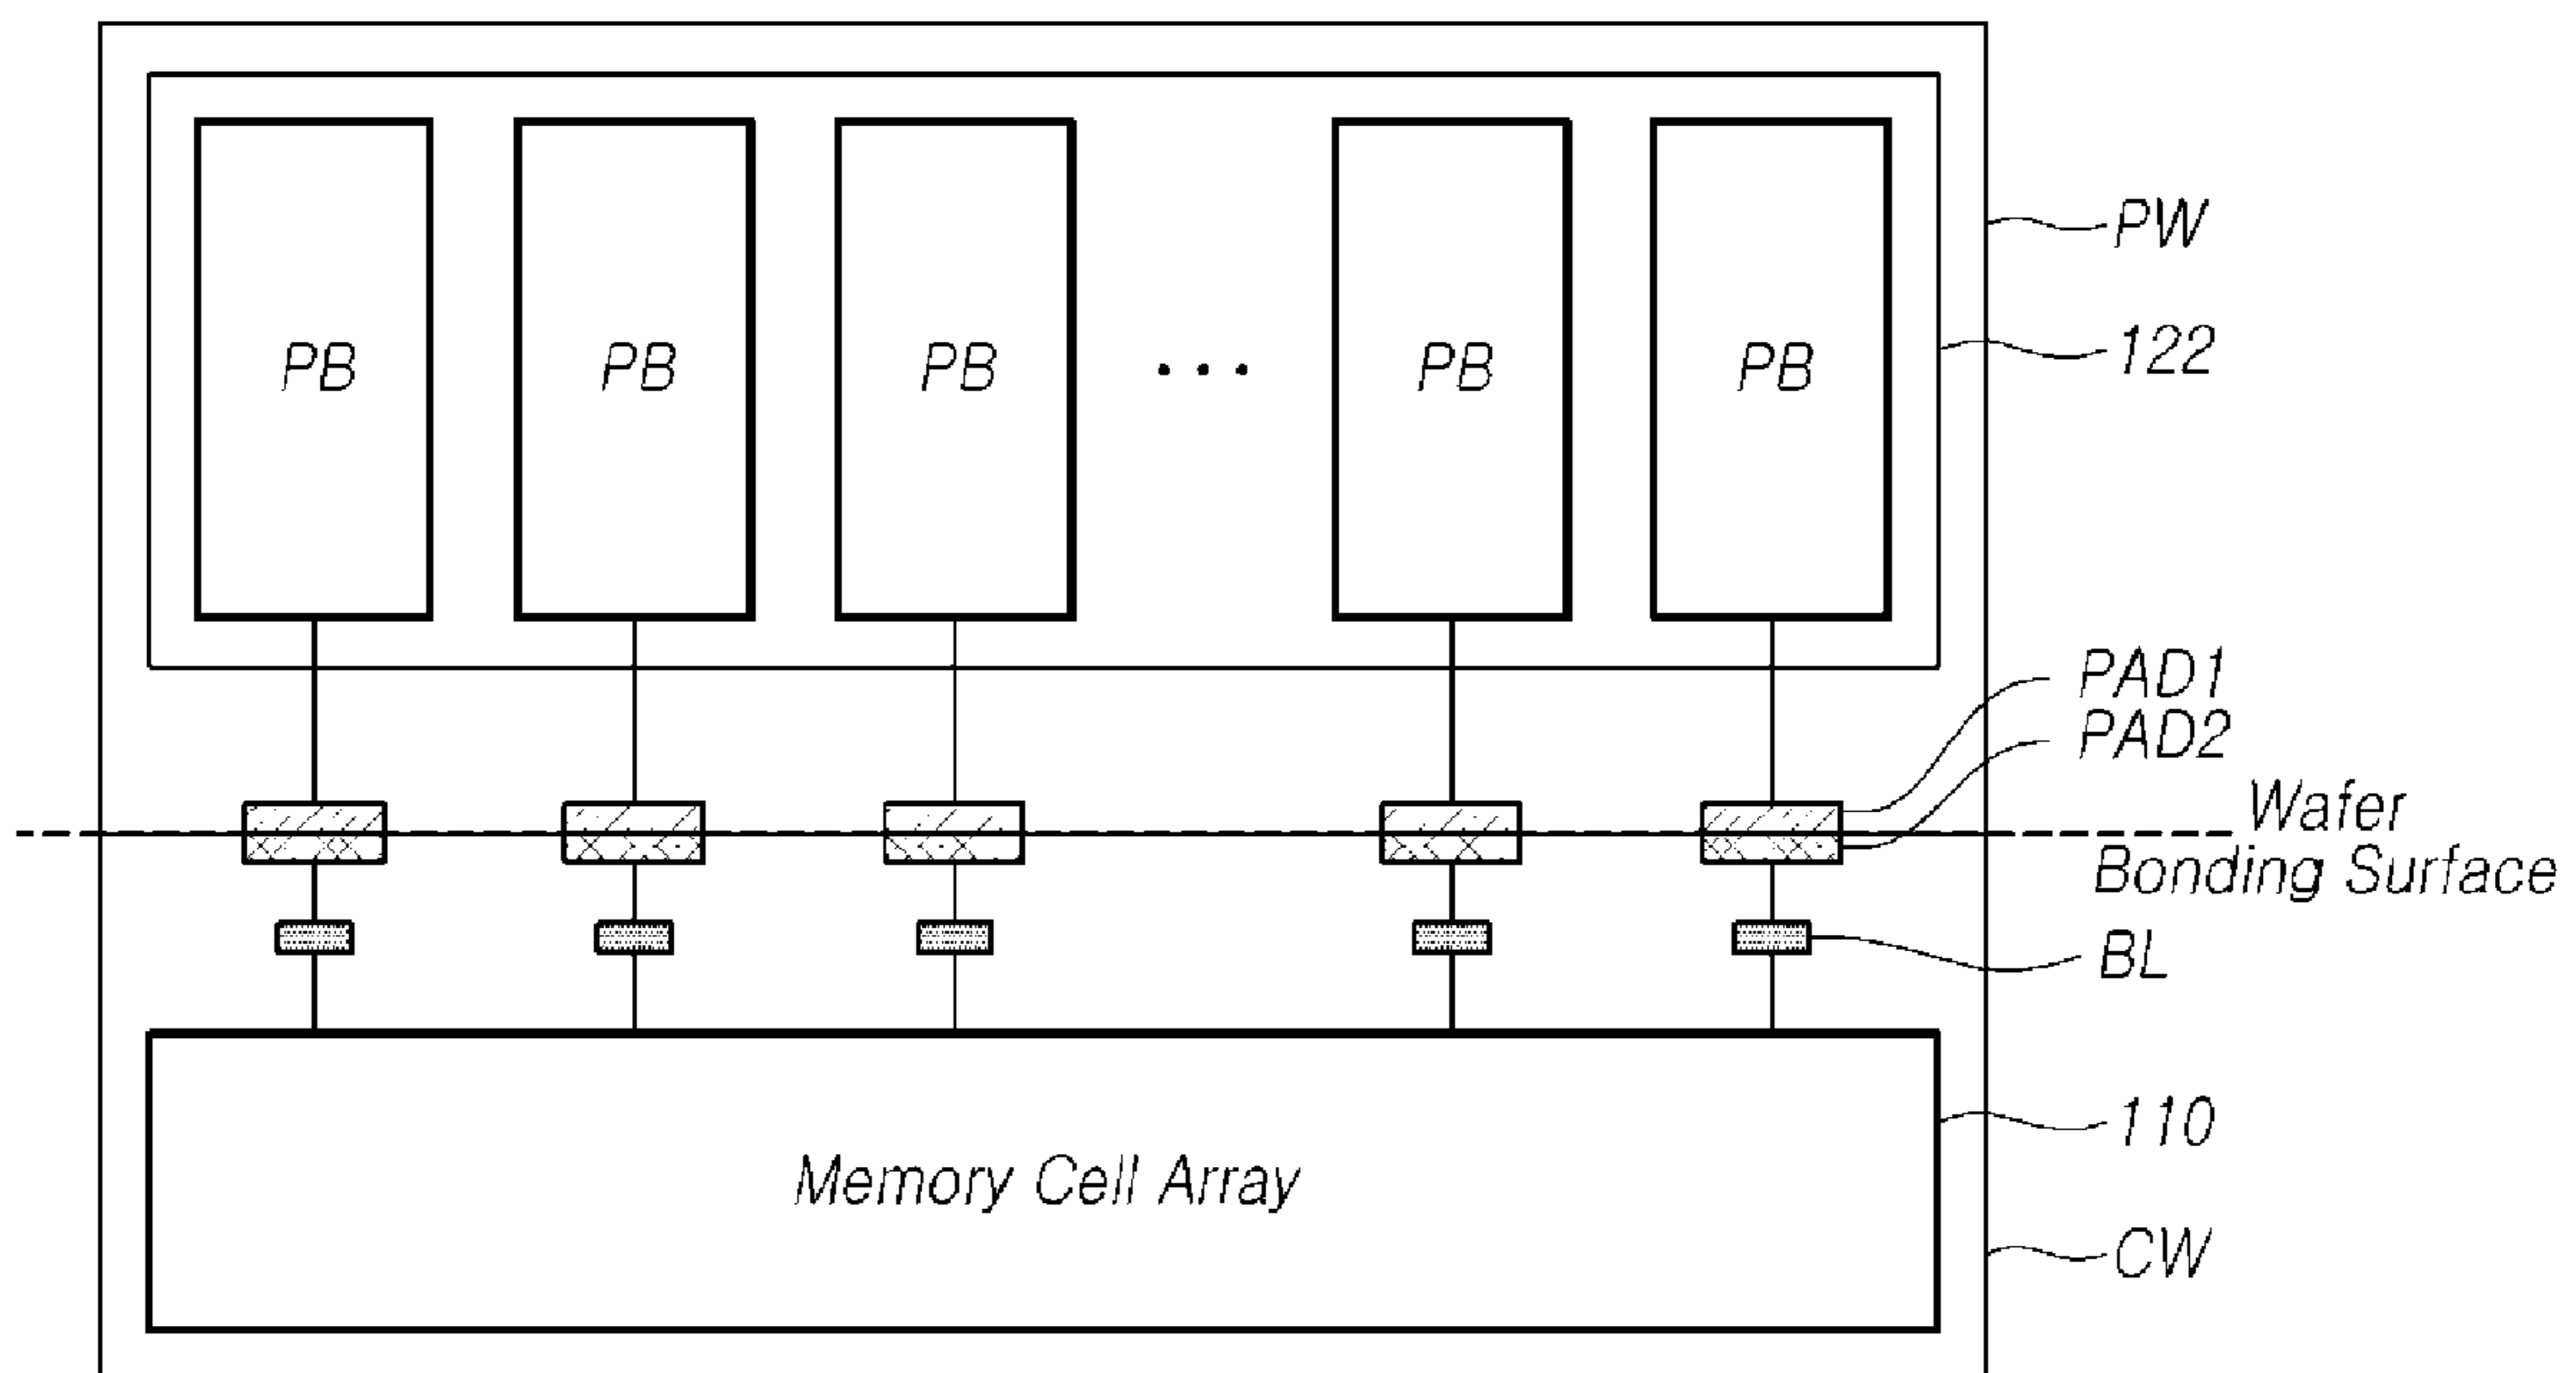 PW
PB PB PB ... PB PB
122
PAD1
PAD2
Wafer
Bonding Surface
BL
110
Memory Cell Array
CW